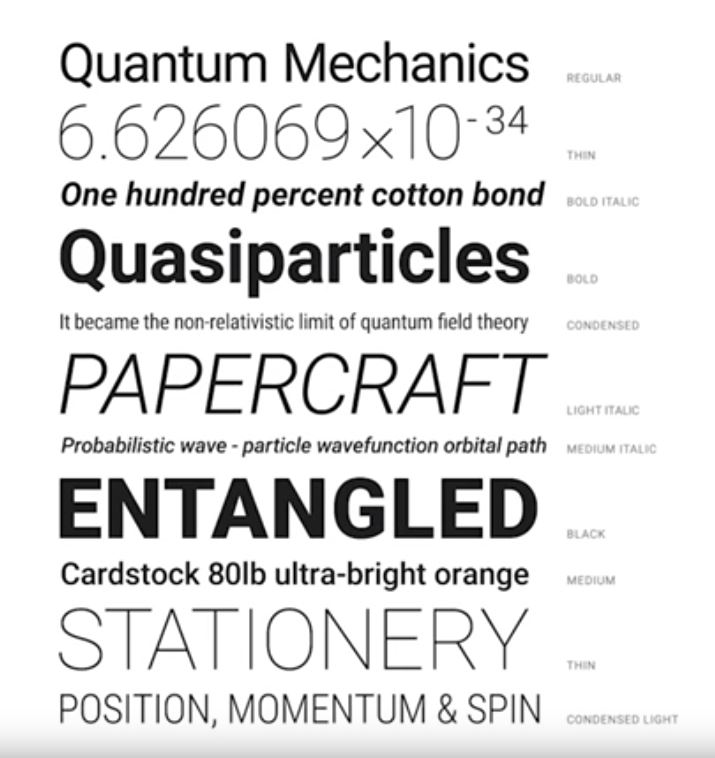 Quantum Mechanics REGULAR
6.626069×10-34 THIN
One hundred percent cotton bond BOLD ITALIC
Quasiparticles BOLD
It became the non-relativistic limit of quantum field theory CONDENSED
PAPERCRAFT LIGHT ITALIC
Probabilistic wave - particle wavefunction orbital path MEDIUM ITALIC
ENTANGLED BLACK
Cardstock 80lb ultra-bright orange MEDIUM
STATIONERY THIN
POSITION, MOMENTUM & SPIN CONDENSED LIGHT